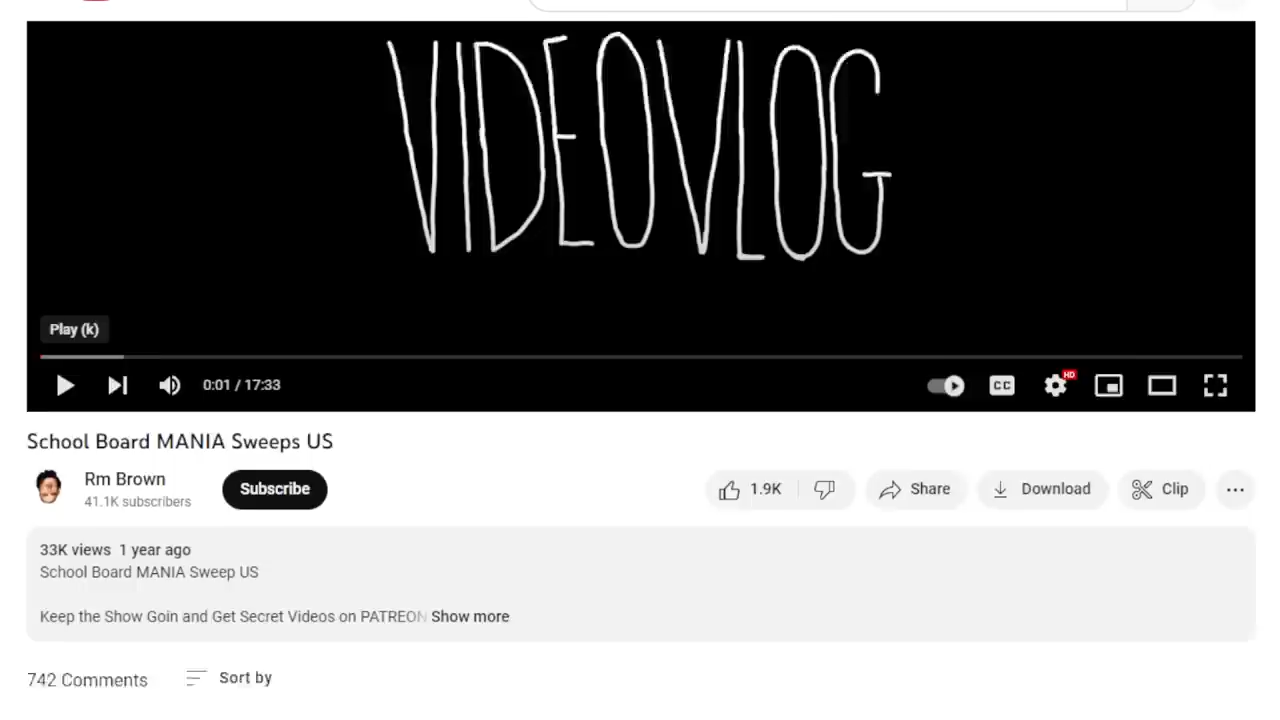 VIDEOVLOG
Play (k)
0:01 / 17:33
CC
HD
School Board MANIA Sweeps US
Rm Brown
41.1K subscribers
Subscribe
1.9K
Share
Download
Clip
33K views 1 year ago
School Board MANIA Sweep US
Keep the Show Goin and Get Secret Videos on PATREON Show more
742 Comments
Sort by